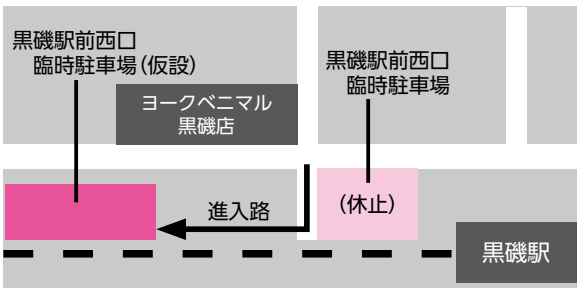 黒磯駅前西口
臨時駐車場(仮設)
黒磯駅前西口
臨時駐車場
ヨークベニマル
黒磯店
進入路
(休止)
黒磯駅